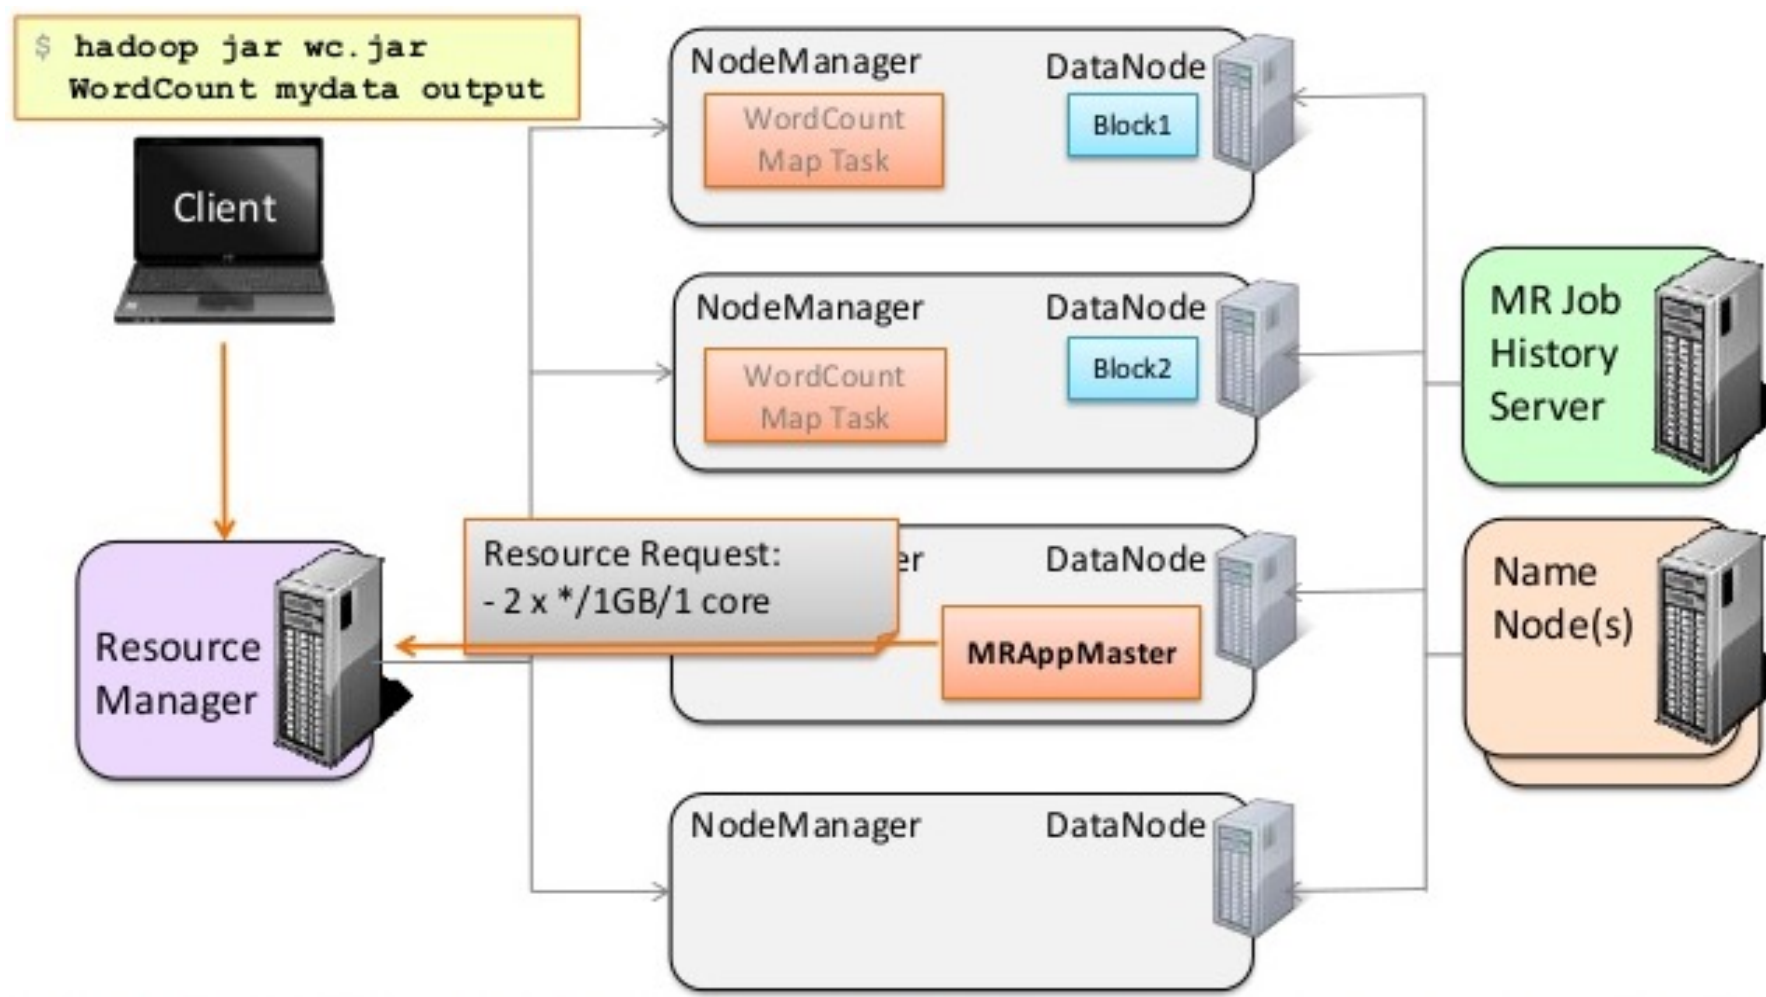 $ hadoop jar wc.jar
WordCount mydata output
Client
Resource
Manager
NodeManager
DataNode
WordCount
Map Task
Block1
NodeManager
DataNode
WordCount
Map Task
Block2
Resource Request:
- 2 x */1GB/1 core
er
DataNode
MRAppMaster
NodeManager
DataNode
MR Job
History
Server
Name
Node(s)